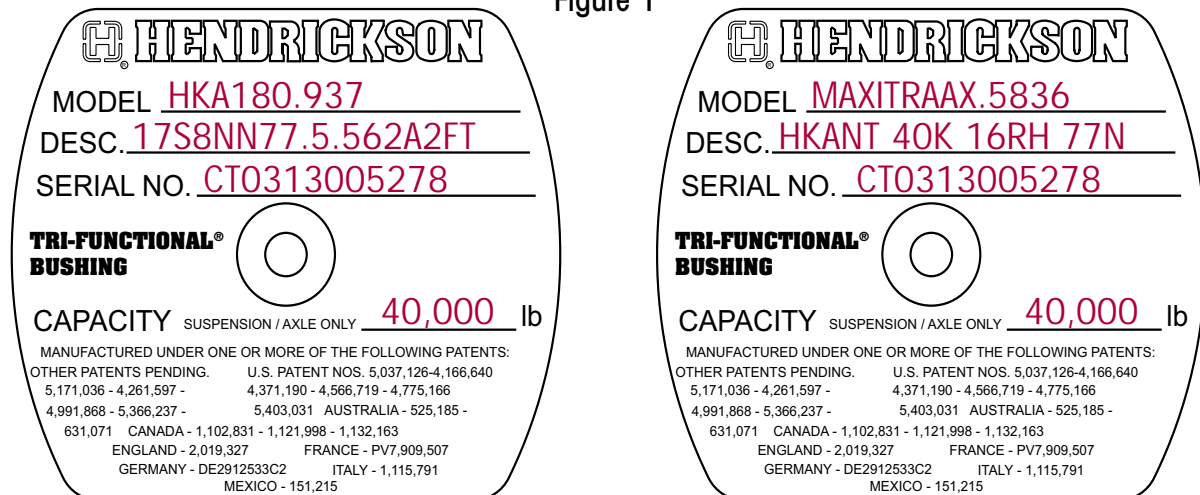 Figure 1
HENDRICKSON®
MODEL HKA180.937
DESC. 17S8NN77.5.562A2FT
SERIAL NO. CT0313005278
TRI-FUNCTIONAL®
BUSHING
CAPACITY SUSPENSION / AXLE ONLY 40,000 lb
MANUFACTURED UNDER ONE OR MORE OF THE FOLLOWING PATENTS:
OTHER PATENTS PENDING. U.S. PATENT NOS. 5,037,126-4,166,640
5,171,036 - 4,261,597 - 4,371,190 - 4,566,719 - 4,775,166
4,991,868 - 5,366,237 - 5,403,031 AUSTRALIA - 525,185 -
631,071 CANADA - 1,102,831 - 1,121,998 - 1,132,163
ENGLAND - 2,019,327 FRANCE - PV7,909,507
GERMANY - DE2912533C2 ITALY - 1,115,791
MEXICO - 151,215
HENDRICKSON®
MODEL MAXITRAAX.5836
DESC. HKANT 40K 16RH 77N
SERIAL NO. CT0313005278
TRI-FUNCTIONAL®
BUSHING
CAPACITY SUSPENSION / AXLE ONLY 40,000 lb
MANUFACTURED UNDER ONE OR MORE OF THE FOLLOWING PATENTS:
OTHER PATENTS PENDING. U.S. PATENT NOS. 5,037,126-4,166,640
5,171,036 - 4,261,597 - 4,371,190 - 4,566,719 - 4,775,166
4,991,868 - 5,366,237 - 5,403,031 AUSTRALIA - 525,185 -
631,071 CANADA - 1,102,831 - 1,121,998 - 1,132,163
ENGLAND - 2,019,327 FRANCE - PV7,909,507
GERMANY - DE2912533C2 ITALY - 1,115,791
MEXICO - 151,215